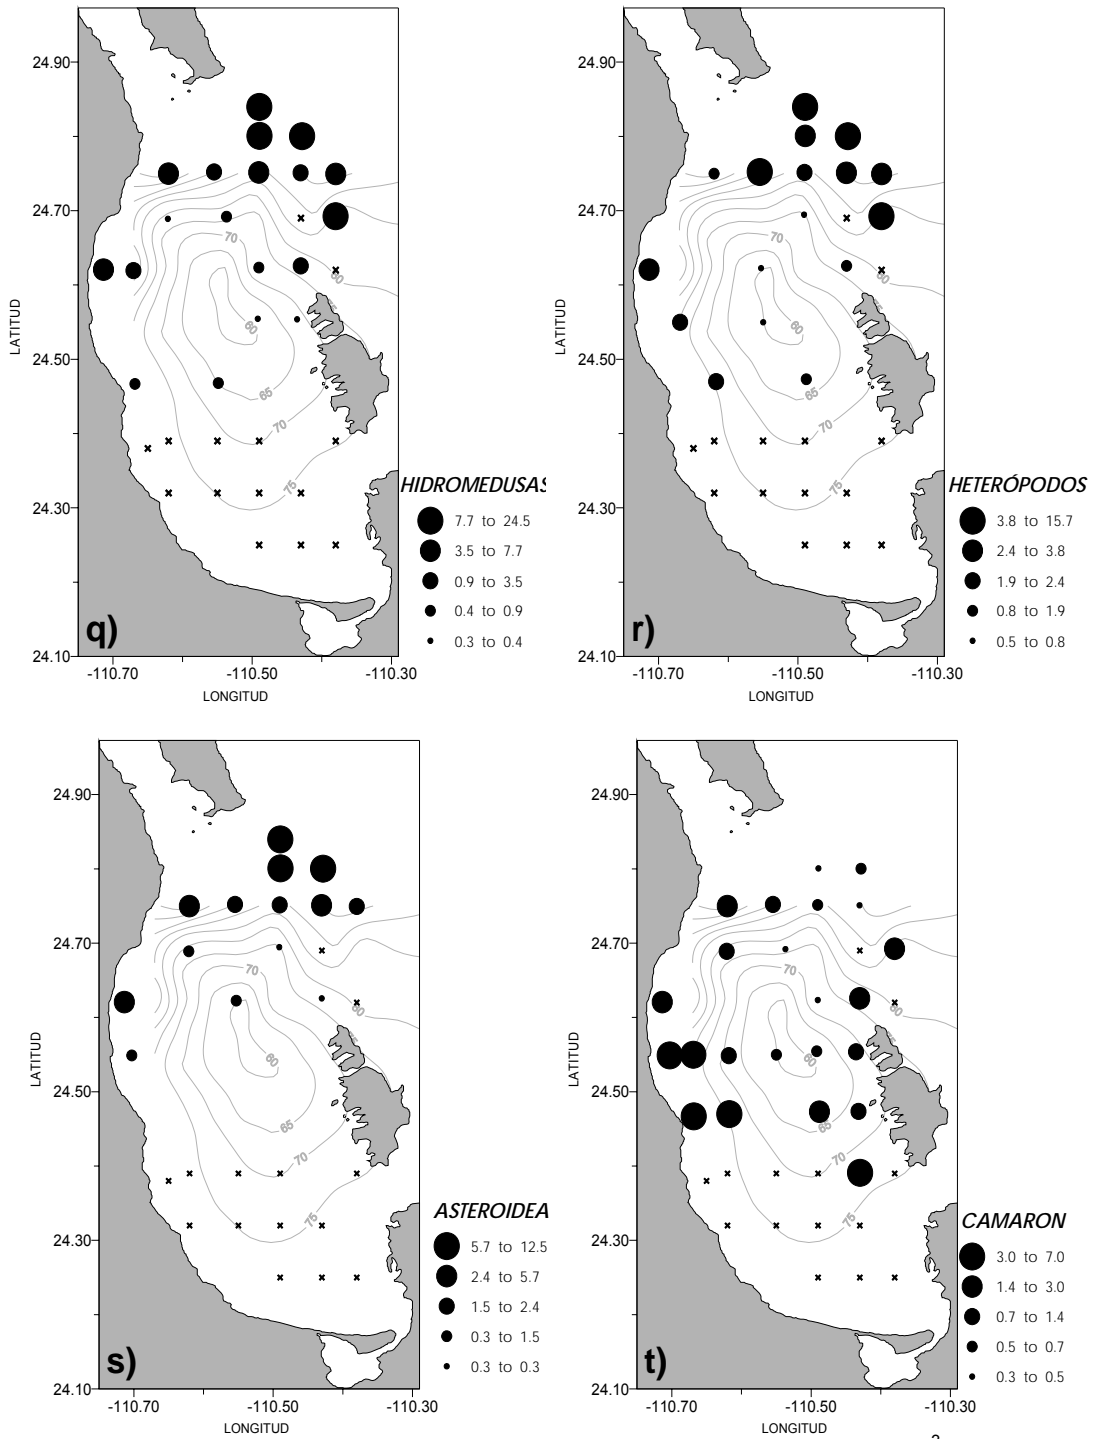 24.90
24.70
24.50
24.30
24.10
LATITUD
-110.70
-110.50
-110.30
LONGITUD
70
60
65
70
75
90
q)
HIDROMEDUSAS
7.7 to 24.5
3.5 to 7.7
0.9 to 3.5
0.4 to 0.9
0.3 to 0.4
24.90
24.70
24.50
24.30
24.10
LATITUD
-110.70
-110.50
-110.30
LONGITUD
70
60
65
70
75
90
r)
HETERÓPODOS
3.8 to 15.7
2.4 to 3.8
1.9 to 2.4
0.8 to 1.9
0.5 to 0.8
24.90
24.70
24.50
24.30
24.10
LATITUD
-110.70
-110.50
-110.30
LONGITUD
70
60
65
70
75
90
s)
ASTEROIDEA
5.7 to 12.5
2.4 to 5.7
1.5 to 2.4
0.3 to 1.5
0.3 to 0.3
24.90
24.70
24.50
24.30
24.10
LATITUD
-110.70
-110.50
-110.30
LONGITUD
70
60
65
70
75
90
t)
CAMARON
3.0 to 7.0
1.4 to 3.0
0.7 to 1.4
0.5 to 0.7
0.3 to 0.5